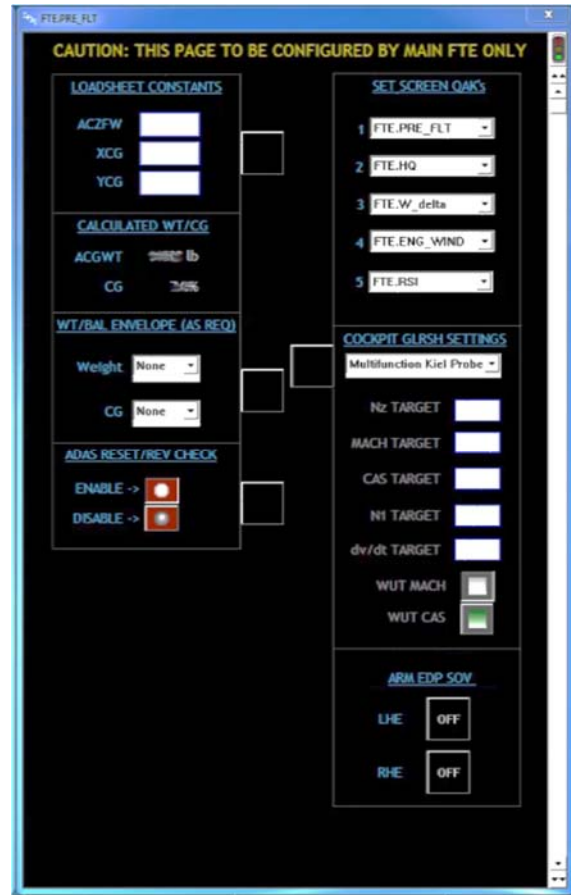 FTE.PRE_FLT
CAUTION: THIS PAGE TO BE CONFIGURED BY MAIN FTE ONLY
LOADSHEET CONSTANTS
ACZFW
XCG
YCG
CALCULATED WT/CG
ACGWT lb
CG
WT/BAL ENVELOPE (AS REQ)
Weight None
CG None
ADAS RESET/REV CHECK
ENABLE ->
DISABLE ->
SET SCREEN QAK's
1 FTE.PRE_FLT
2 FTE.HQ
3 FTE.W_delta
4 FTE.ENG_WIND
5 FTE.RSI
COCKPIT GLRSH SETTINGS
Multifunction Kiel Probe
Nz TARGET
MACH TARGET
CAS TARGET
N1 TARGET
dv/dt TARGET
WUT MACH
WUT CAS
ARM EDP SOV
LHE OFF
RHE OFF